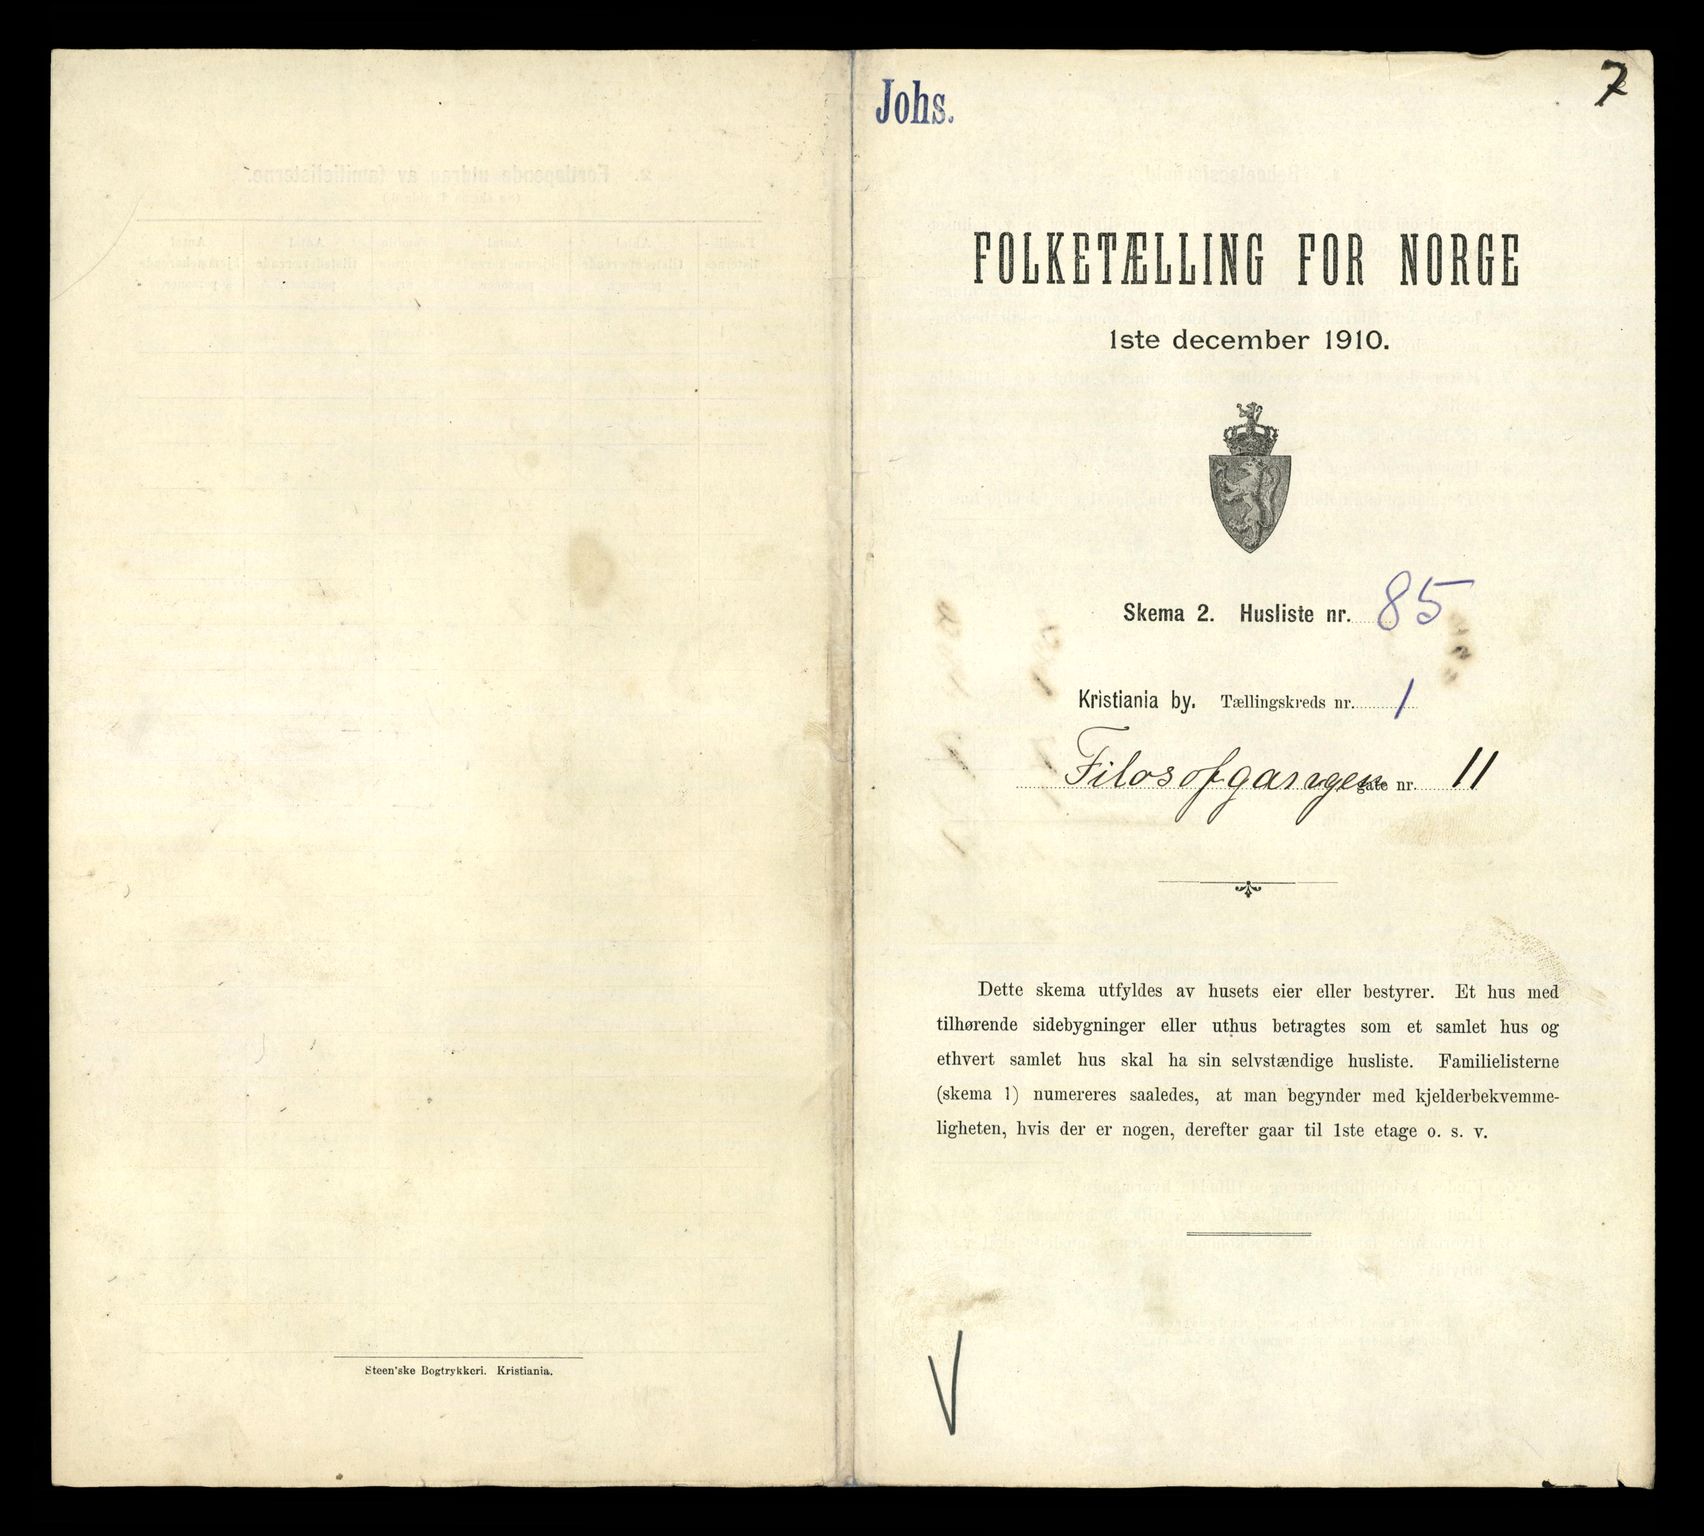 Johs.
7
FOLKETÆLLING FOR NORGE
1ste december 1910.
Skema 2. Husliste nr. 85
Kristiania by. Tællingskreds nr. 1
Filosofgangen gate nr. 11
Dette skema utfyldes av husets eier eller bestyrer. Et hus med
tilhørende sidebygninger eller uthus betragtes som et samlet hus og
ethvert samlet hus skal ha sin selvstændige husliste. Familielisterne
(skema 1) numereres saaledes, at man begynder med kjelderbekvemme-
ligheten, hvis der er nogen, derefter gaar til 1ste etage o. s. v.
Steen'ske Bogtrykkeri. Kristiania.